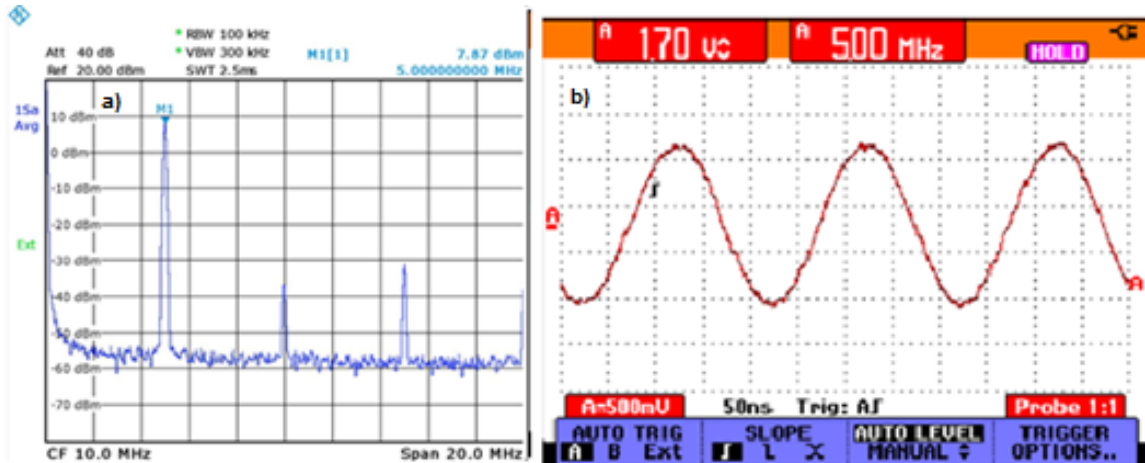 * RBW 100 kHz
Att 40 dB * VBW 300 kHz M1[1] 7.87 dBm
Ref 20.00 dBm SWT 2.5ms 5.000000000 MHz
a)
M1
1Sa
Avg
10 dBm
0 dBm
-10 dBm
-20 dBm
Ext
-30 dBm
-40 dBm
-50 dBm
-60 dBm
-70 dBm
CF 10.0 MHz Span 20.0 MHz
A 1.70 A 5.00 MHz
HOLD
b)
A
A
A=500mU 50ns Trig: A Probe 1:1
AUTO TRIG SLOPE AUTO LEVEL TRIGGER
A B Ext MANUAL OPTIONS..